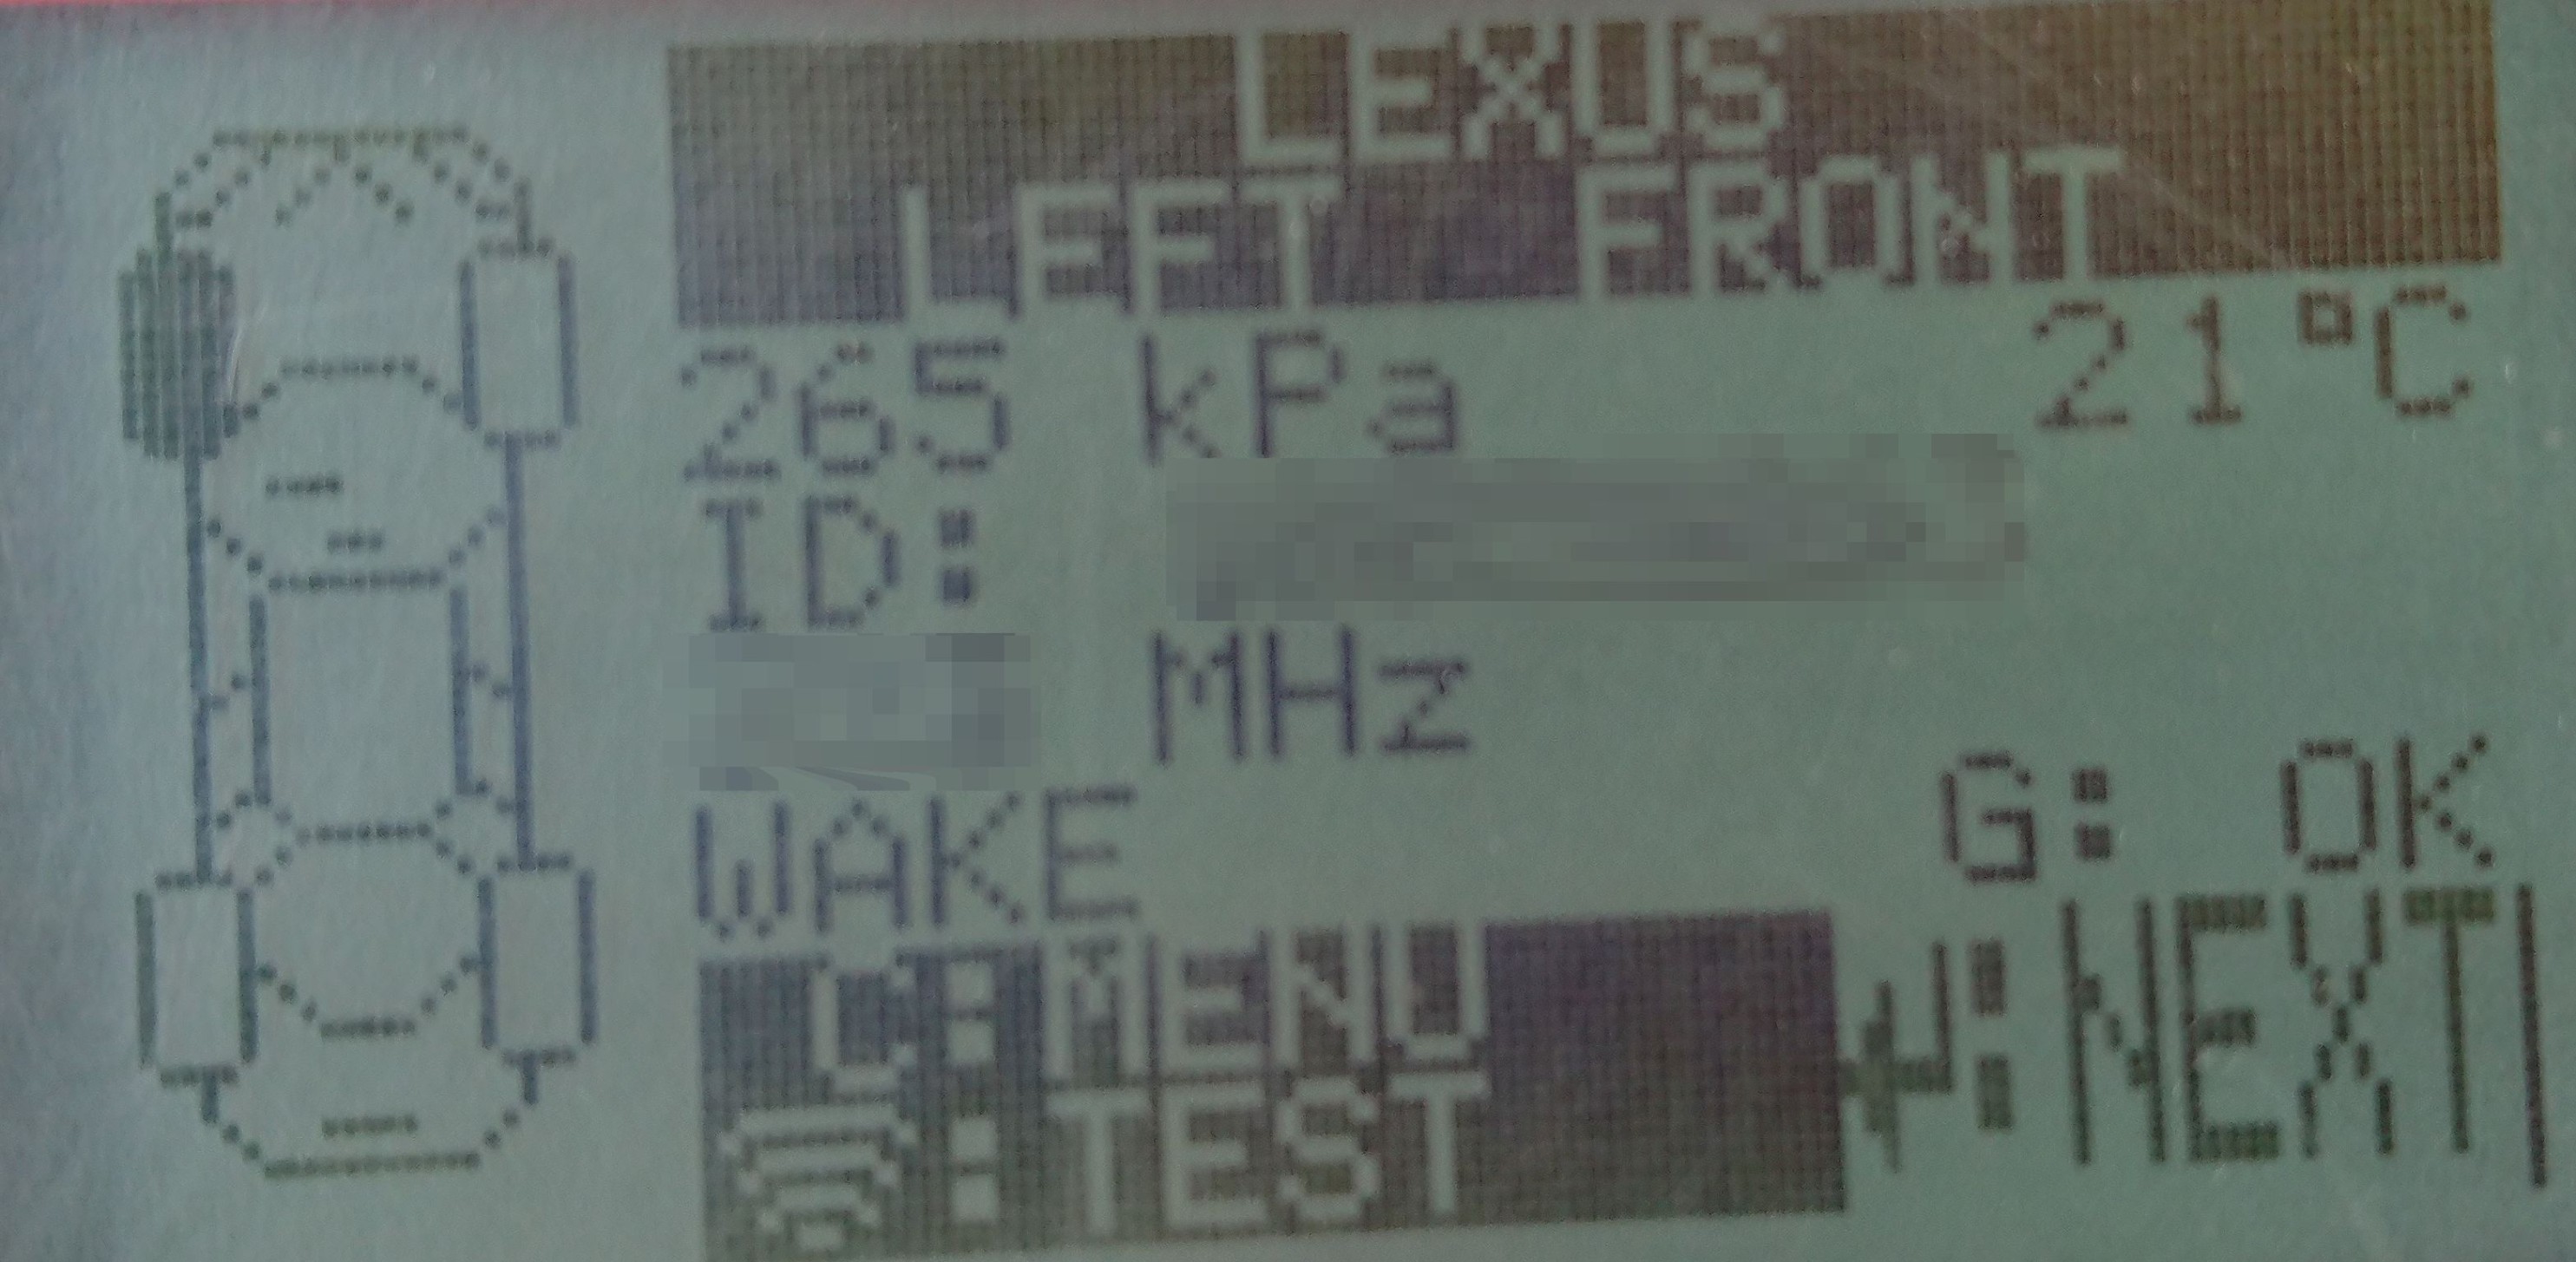 LEXUS
LEFT FRONT
265 kPa 21°C
ID:
MHz
WAKE G: OK
C:MENU
:TEST ↵:NEXT